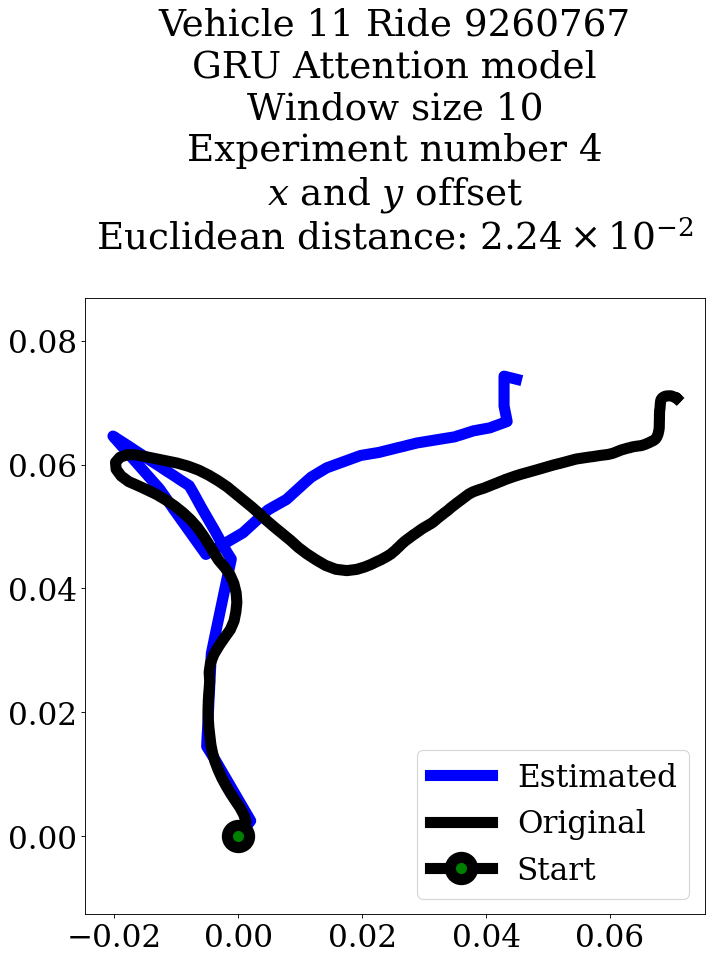 Vehicle 11 Ride 9260767
GRU Attention model
Window size 10
Experiment number 4
x and y offset
Euclidean distance: 2.24 × 10⁻²
0.08
0.06
0.04
0.02
0.00
−0.02 0.00 0.02 0.04 0.06
Estimated
Original
Start